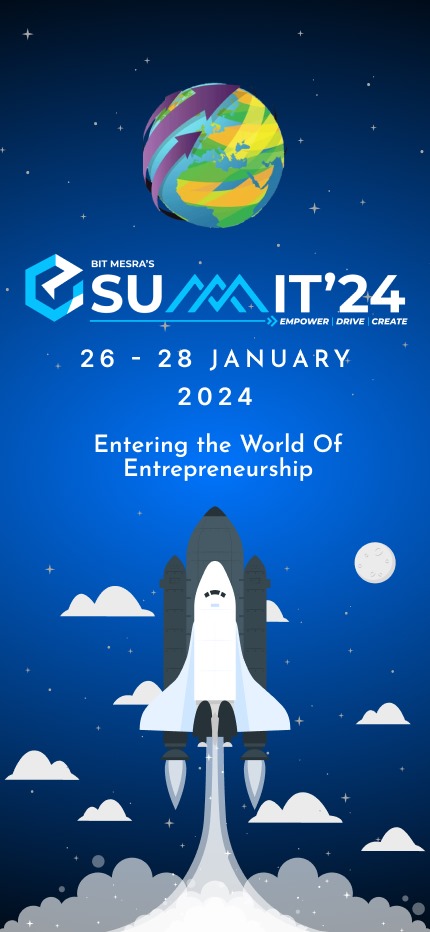 BIT MESRA'S
SUMMIT'24
EMPOWER | DRIVE | CREATE
26 - 28 JANUARY
2024
Entering the World Of
Entrepreneurship